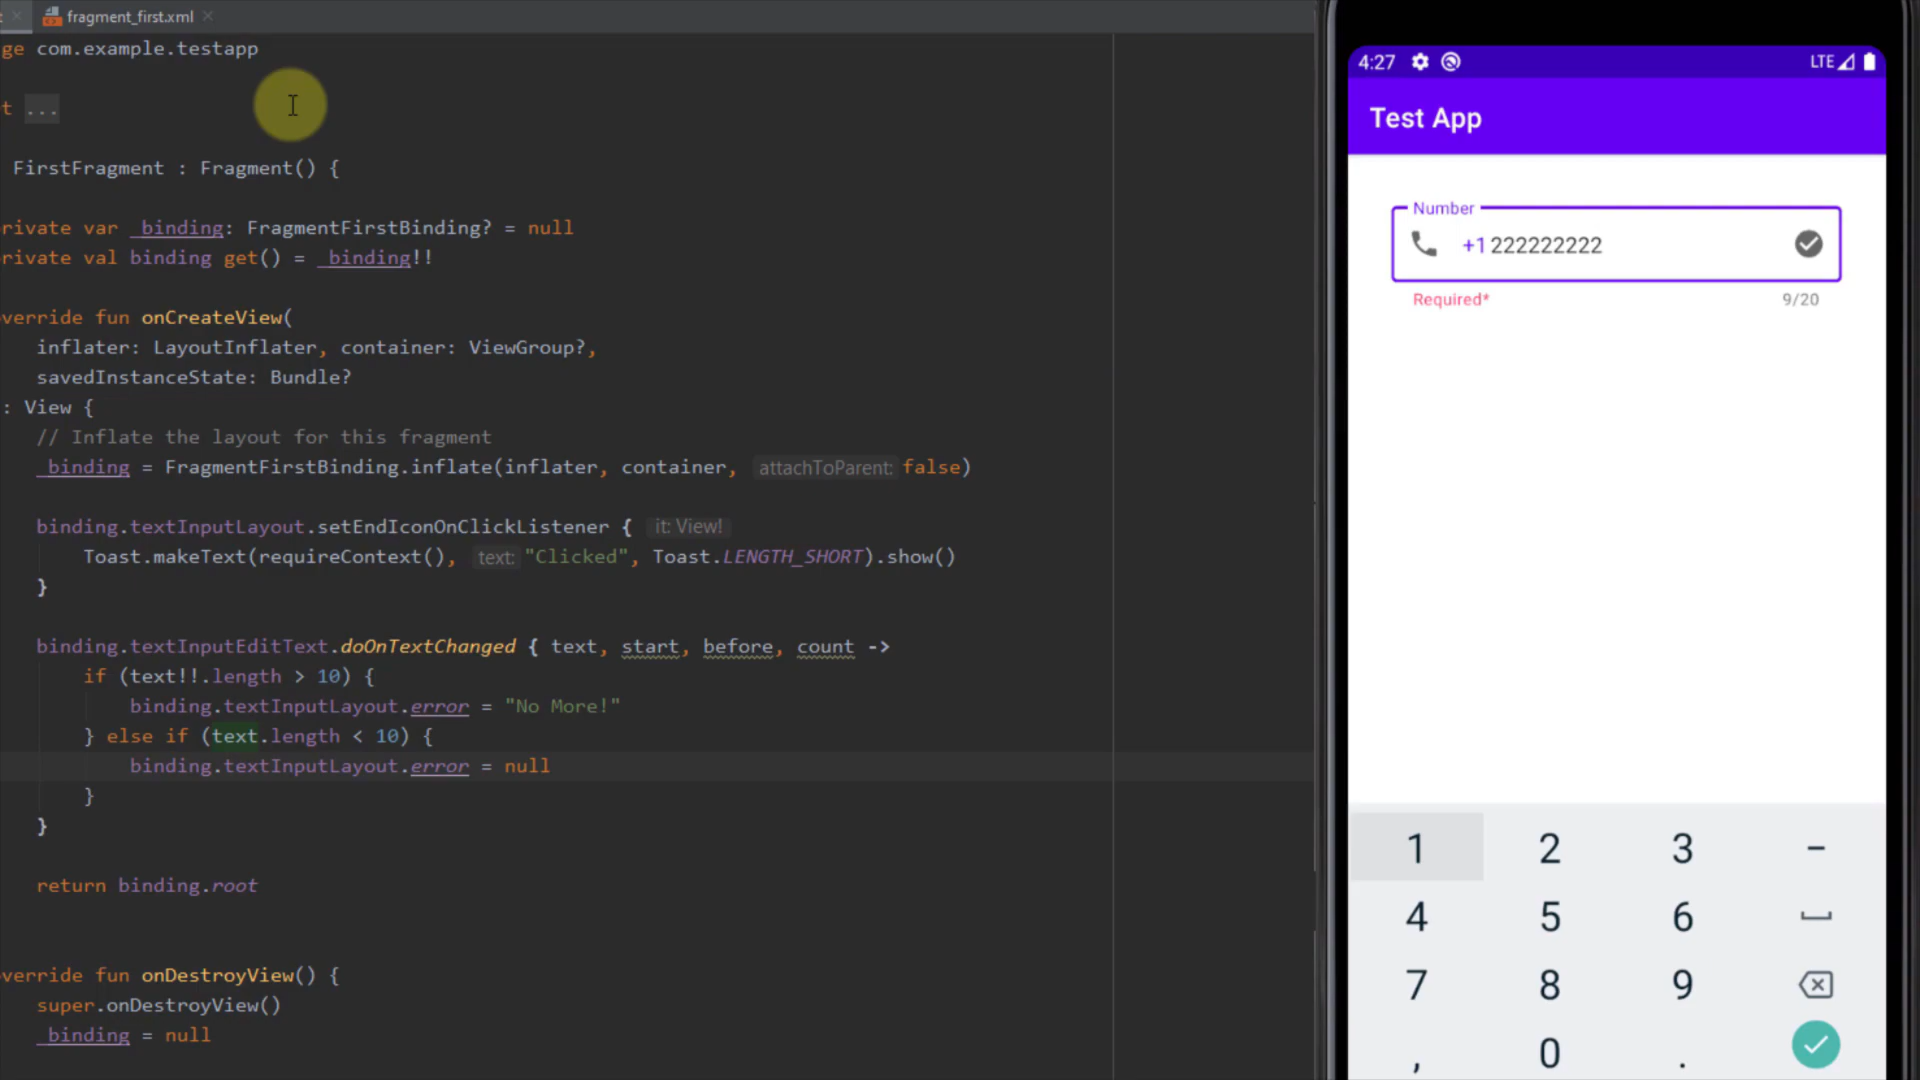 t fragment_first.xml
ge com.example.testapp
t ...
FirstFragment : Fragment() {
rivate var _binding: FragmentFirstBinding? = null
rivate val binding get() = _binding!!
verride fun onCreateView(
inflater: LayoutInflater, container: ViewGroup?,
savedInstanceState: Bundle?
: View {
// Inflate the layout for this fragment
_binding = FragmentFirstBinding.inflate(inflater, container, attachToParent: false)
binding.textInputLayout.setEndIconOnClickListener { it: View!
Toast.makeText(requireContext(), text: "Clicked", Toast.LENGTH_SHORT).show()
}
binding.textInputEditText.doOnTextChanged { text, start, before, count ->
if (text!!.length > 10) {
binding.textInputLayout.error = "No More!"
} else if (text.length < 10) {
binding.textInputLayout.error = null
}
}
return binding.root
verride fun onDestroyView() {
super.onDestroyView()
_binding = null
4:27 LTE
Test App
Number
+1 222222222
Required* 9/20
1 2 3 -
4 5 6
7 8 9
, 0 .